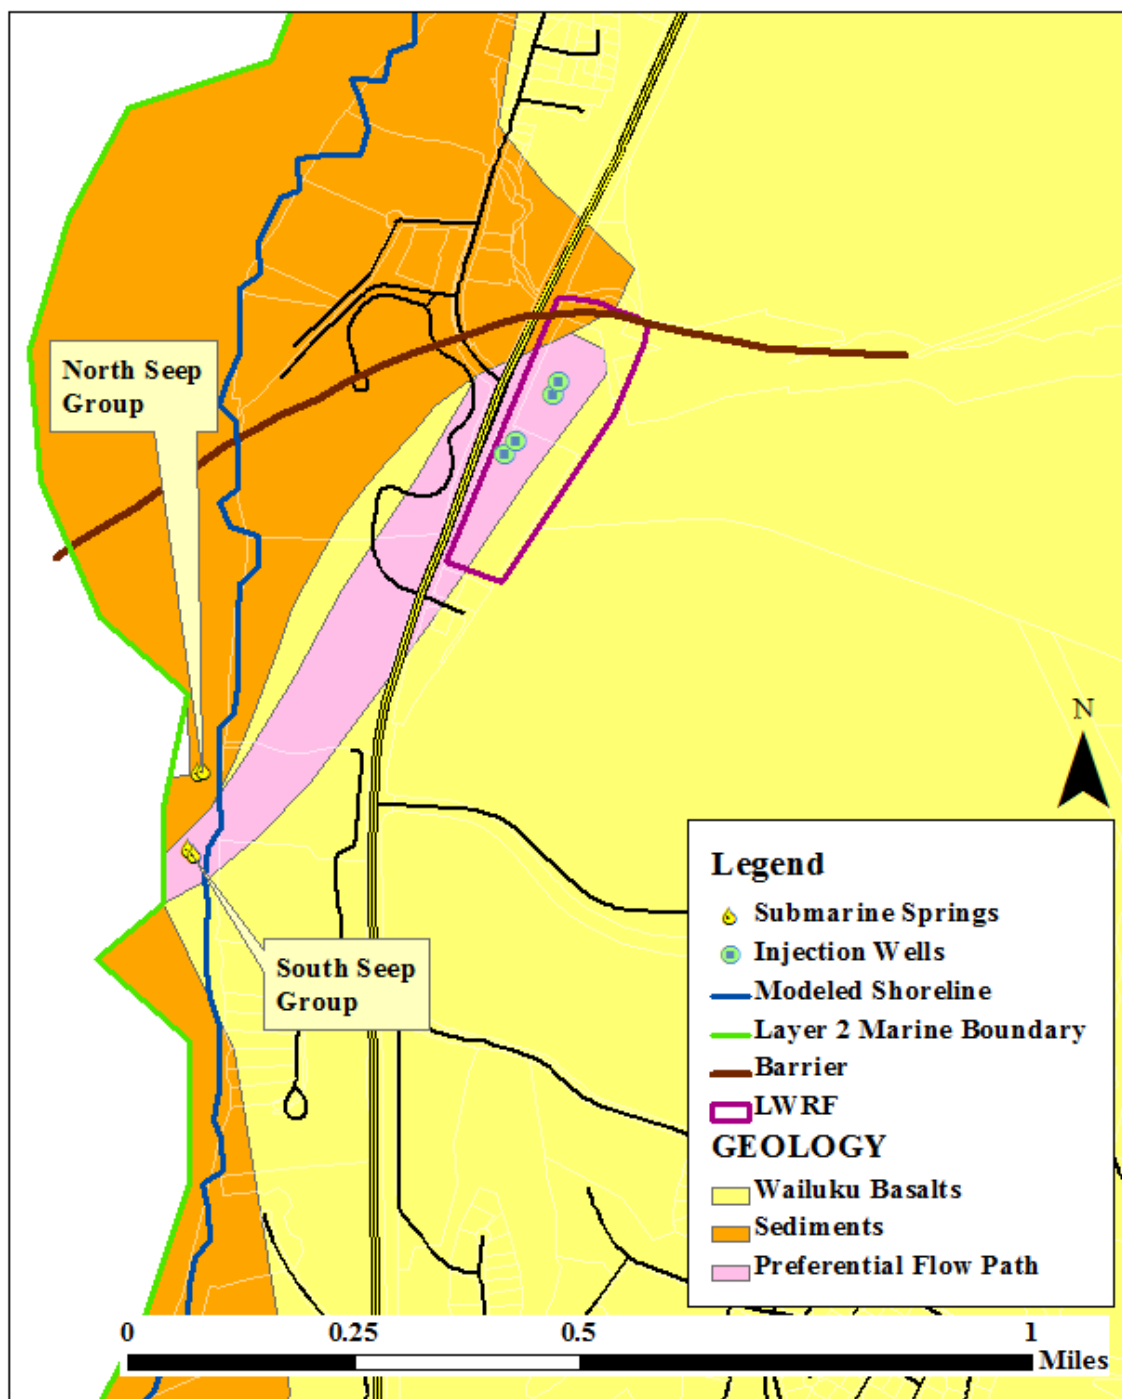 North Seep
Group
South Seep
Group
N
Legend
Submarine Springs
Injection Wells
Modeled Shoreline
Layer 2 Marine Boundary
Barrier
LWRF
GEOLOGY
Wailuku Basalts
Sediments
Preferential Flow Path
0 0.25 0.5 1
Miles